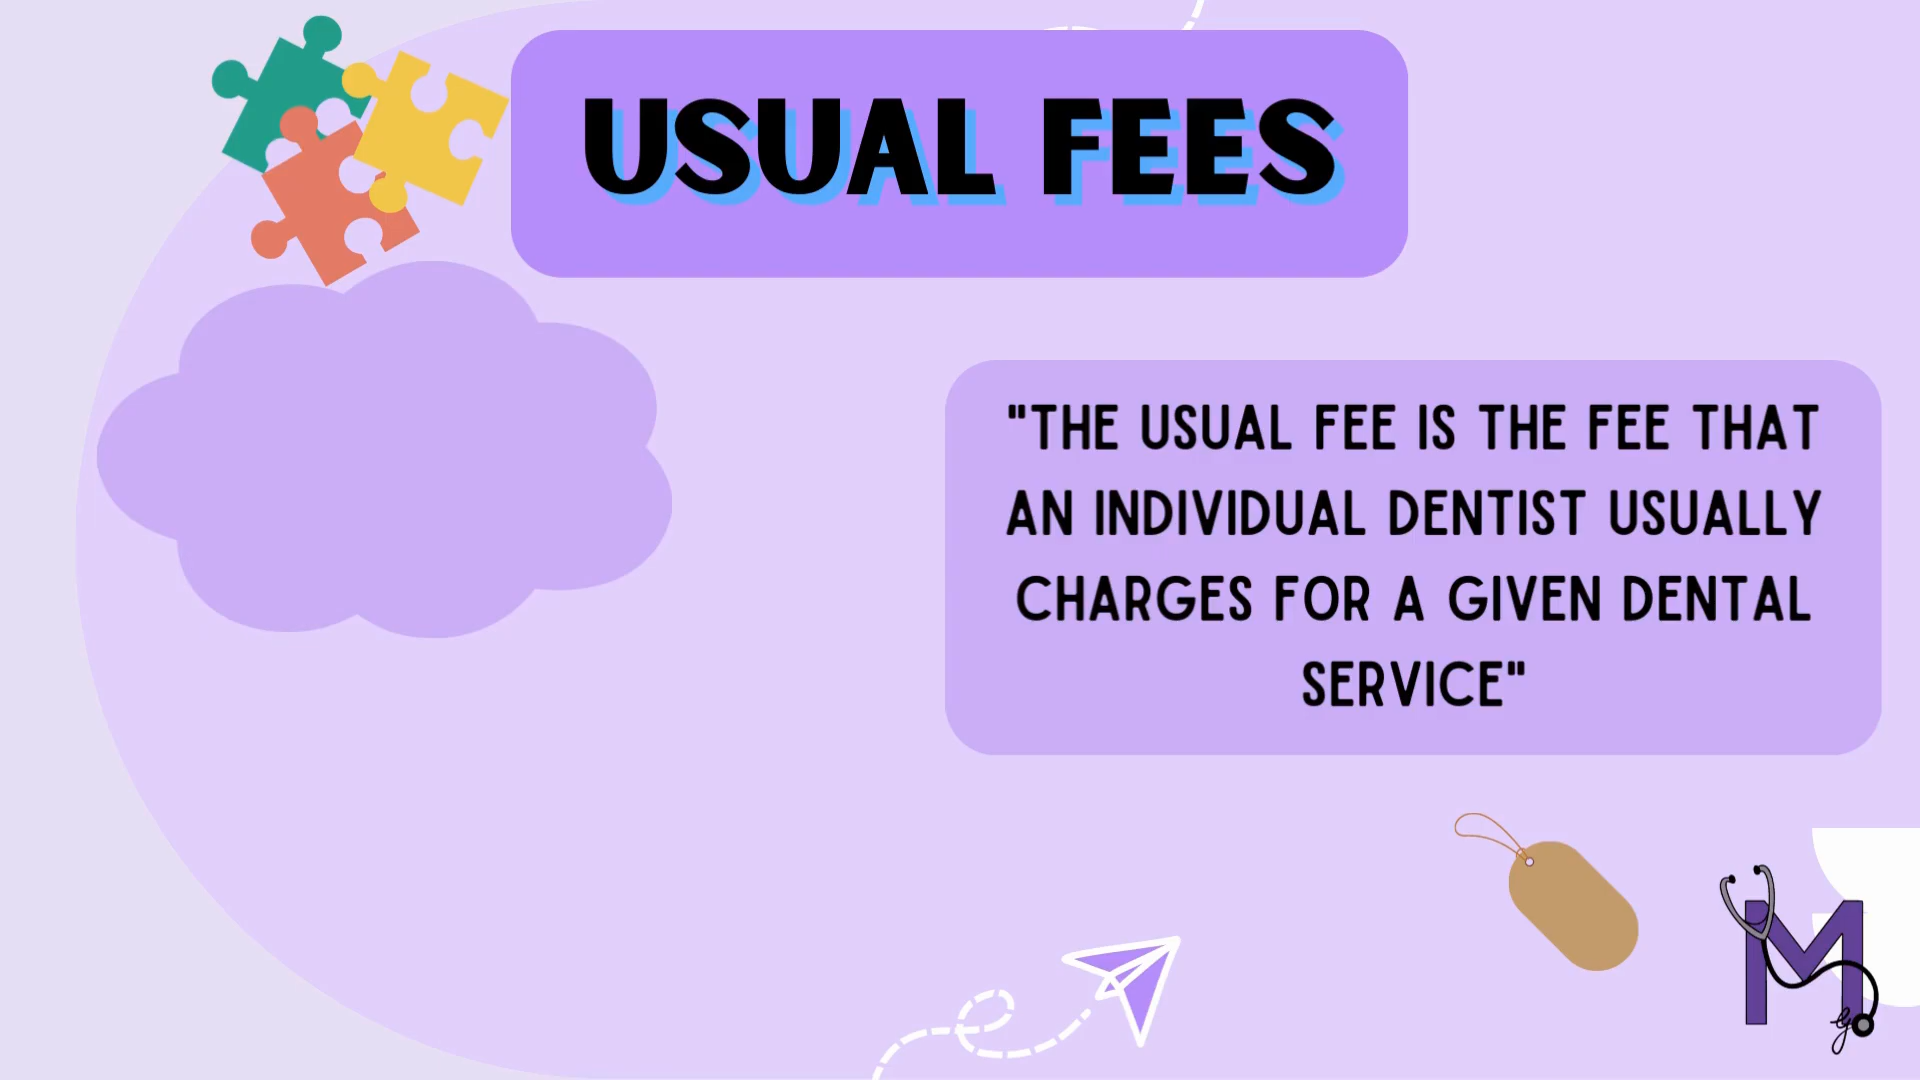 USUAL FEES
"THE USUAL FEE IS THE FEE THAT
AN INDIVIDUAL DENTIST USUALLY
CHARGES FOR A GIVEN DENTAL
SERVICE"
M